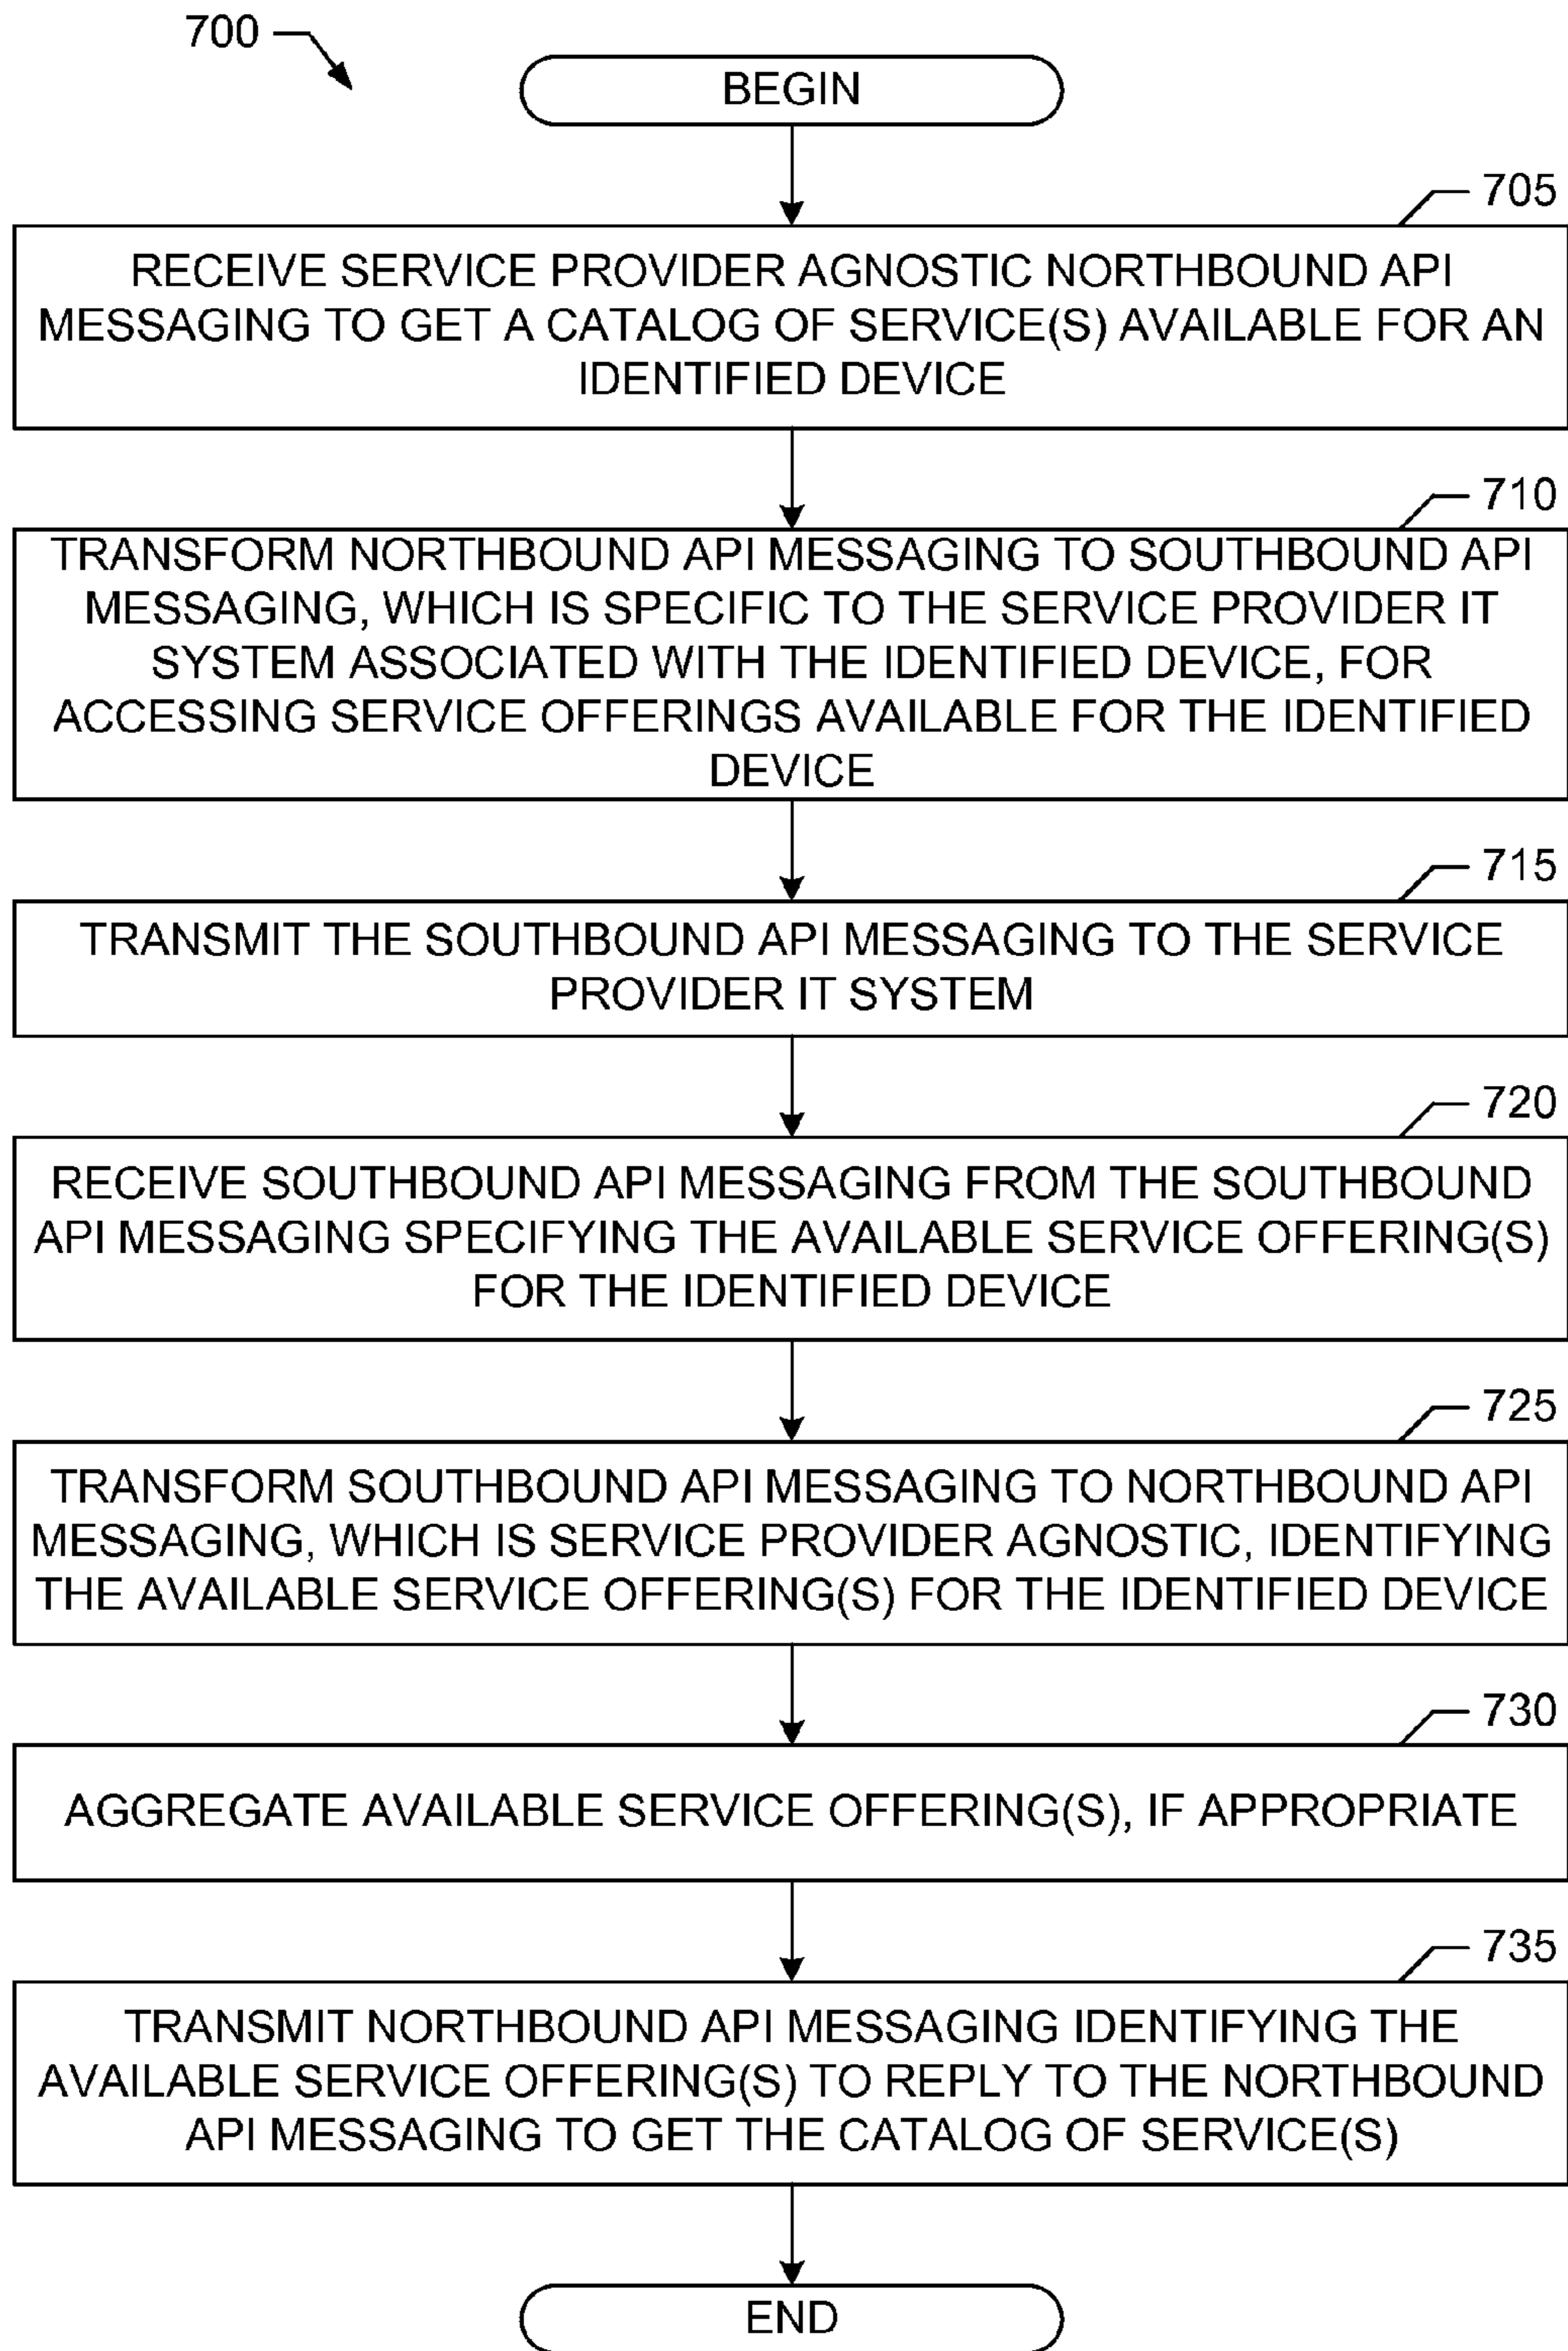 700
BEGIN
705
RECEIVE SERVICE PROVIDER AGNOSTIC NORTHBOUND API
MESSAGING TO GET A CATALOG OF SERVICE(S) AVAILABLE FOR AN
IDENTIFIED DEVICE
710
TRANSFORM NORTHBOUND API MESSAGING TO SOUTHBOUND API
MESSAGING, WHICH IS SPECIFIC TO THE SERVICE PROVIDER IT
SYSTEM ASSOCIATED WITH THE IDENTIFIED DEVICE, FOR
ACCESSING SERVICE OFFERINGS AVAILABLE FOR THE IDENTIFIED
DEVICE
715
TRANSMIT THE SOUTHBOUND API MESSAGING TO THE SERVICE
PROVIDER IT SYSTEM
720
RECEIVE SOUTHBOUND API MESSAGING FROM THE SOUTHBOUND
API MESSAGING SPECIFYING THE AVAILABLE SERVICE OFFERING(S)
FOR THE IDENTIFIED DEVICE
725
TRANSFORM SOUTHBOUND API MESSAGING TO NORTHBOUND API
MESSAGING, WHICH IS SERVICE PROVIDER AGNOSTIC, IDENTIFYING
THE AVAILABLE SERVICE OFFERING(S) FOR THE IDENTIFIED DEVICE
730
AGGREGATE AVAILABLE SERVICE OFFERING(S), IF APPROPRIATE
735
TRANSMIT NORTHBOUND API MESSAGING IDENTIFYING THE
AVAILABLE SERVICE OFFERING(S) TO REPLY TO THE NORTHBOUND
API MESSAGING TO GET THE CATALOG OF SERVICE(S)
END